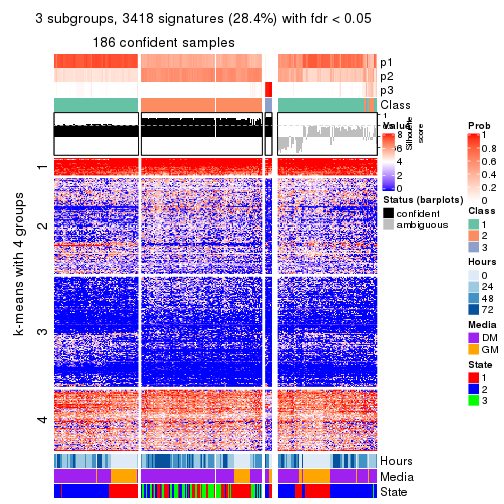 3 subgroups, 3418 signatures (28.4%) with fdr < 0.05
186 confident samples
p1
p2
p3
Class
1
Silhouette
score
k-means with 4 groups
1
2
3
4
Hours
Media
State
Value
8
6
4
2
0
Status (barplots)
confident
ambiguous
Prob
1
0.8
0.6
0.4
0.2
0
Class
1
2
3
Hours
0
24
48
72
Media
DM
GM
State
1
2
3